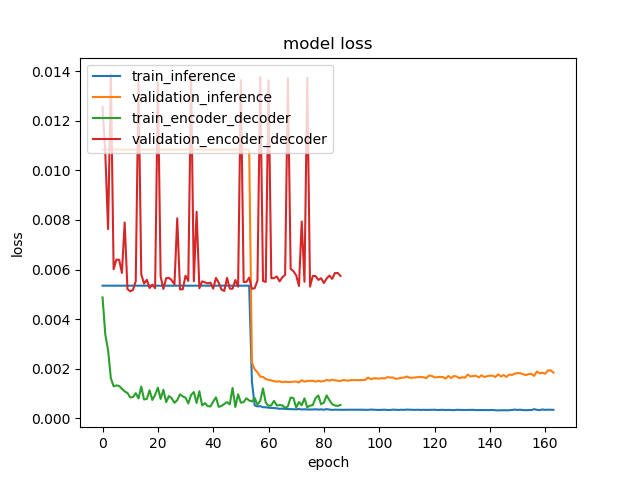 model loss
train_inference
validation_inference
train_encoder_decoder
validation_encoder_decoder
0.014
0.012
0.010
0.008
0.006
0.004
0.002
0.000
loss
0 20 40 60 80 100 120 140 160
epoch